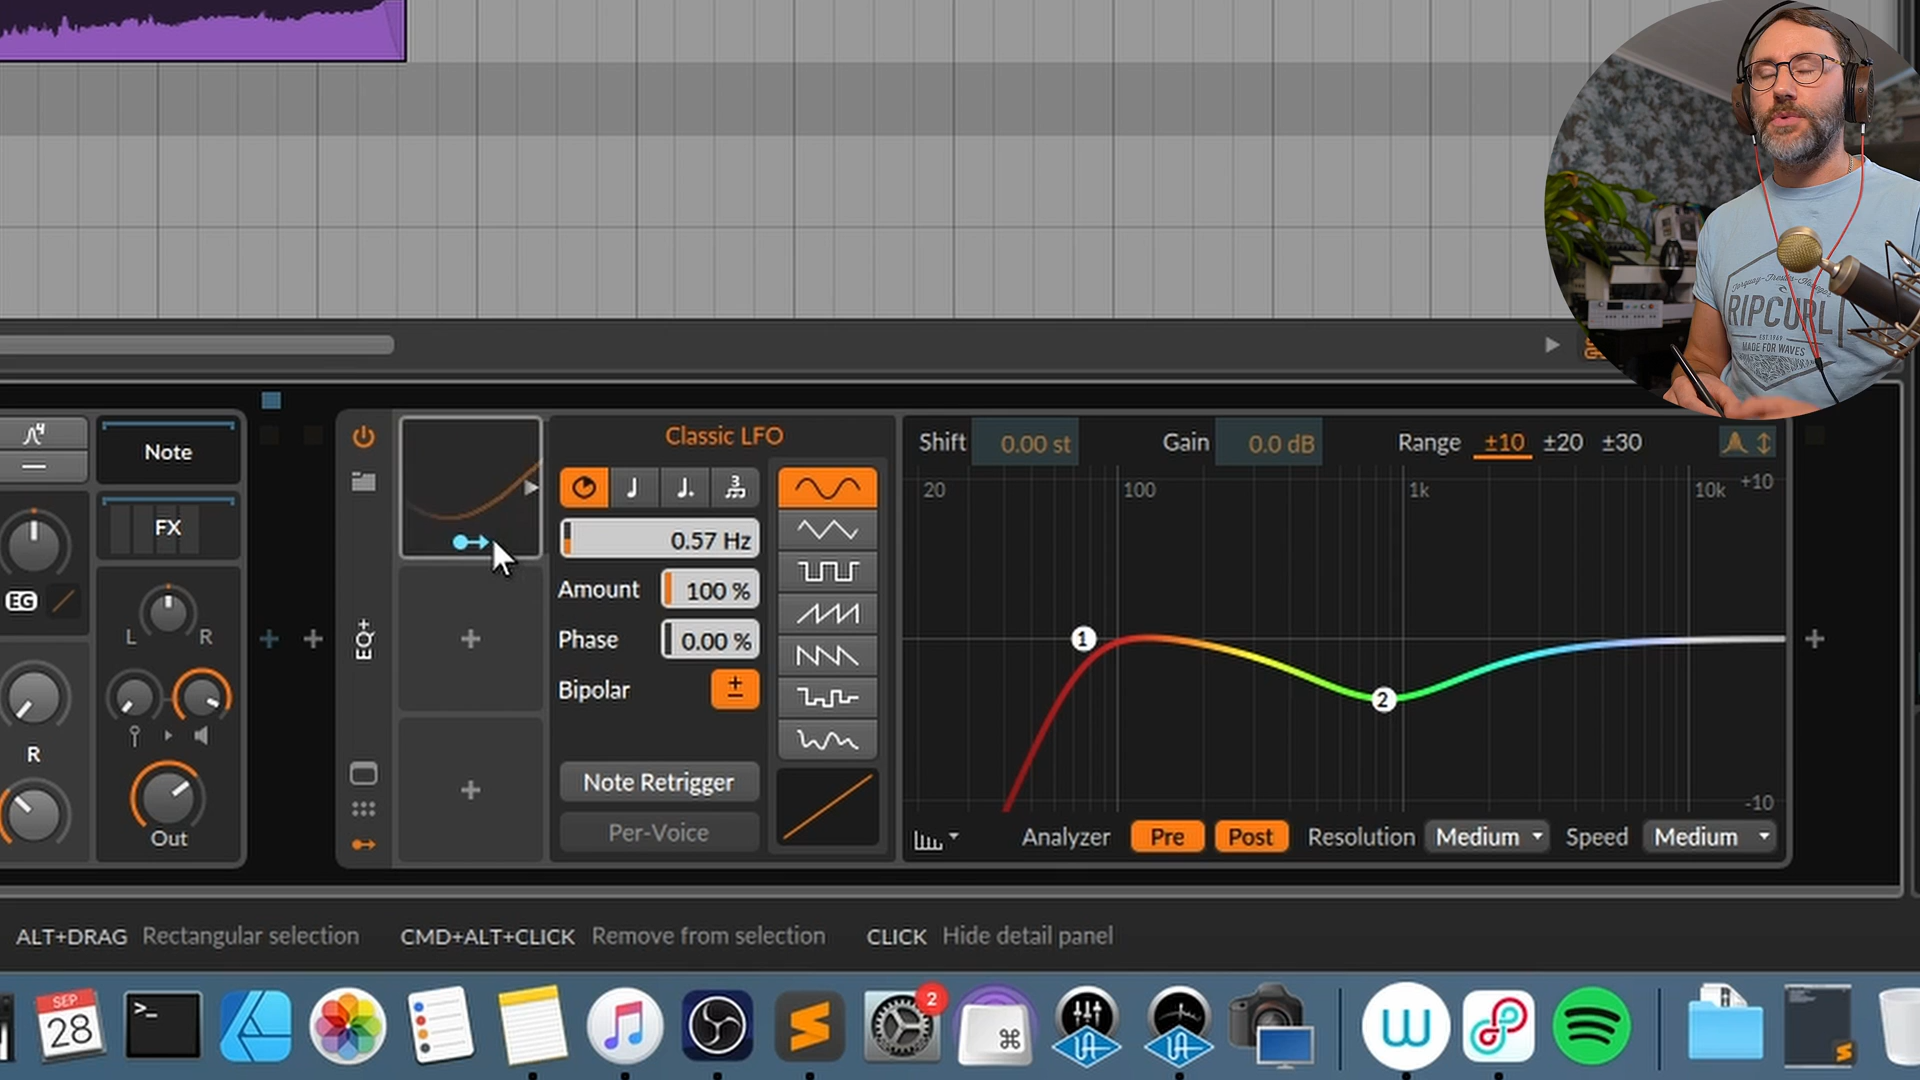 RIPCURL
MADE FOR WAVES
Note
FX
EG
L
R
R
Out
EQ+
Classic LFO
3
0.57 Hz
Amount
100 %
Phase
0.00 %
Bipolar
±
Note Retrigger
Per-Voice
Shift
0.00 st
Gain
0.0 dB
Range
±10
±20
±30
20
100
1k
10k
+10
1
2
-10
Analyzer
Pre
Post
Resolution
Medium
Speed
Medium
ALT+DRAG Rectangular selection
CMD+ALT+CLICK Remove from selection
CLICK Hide detail panel
SEP
28
>_
2
⌘